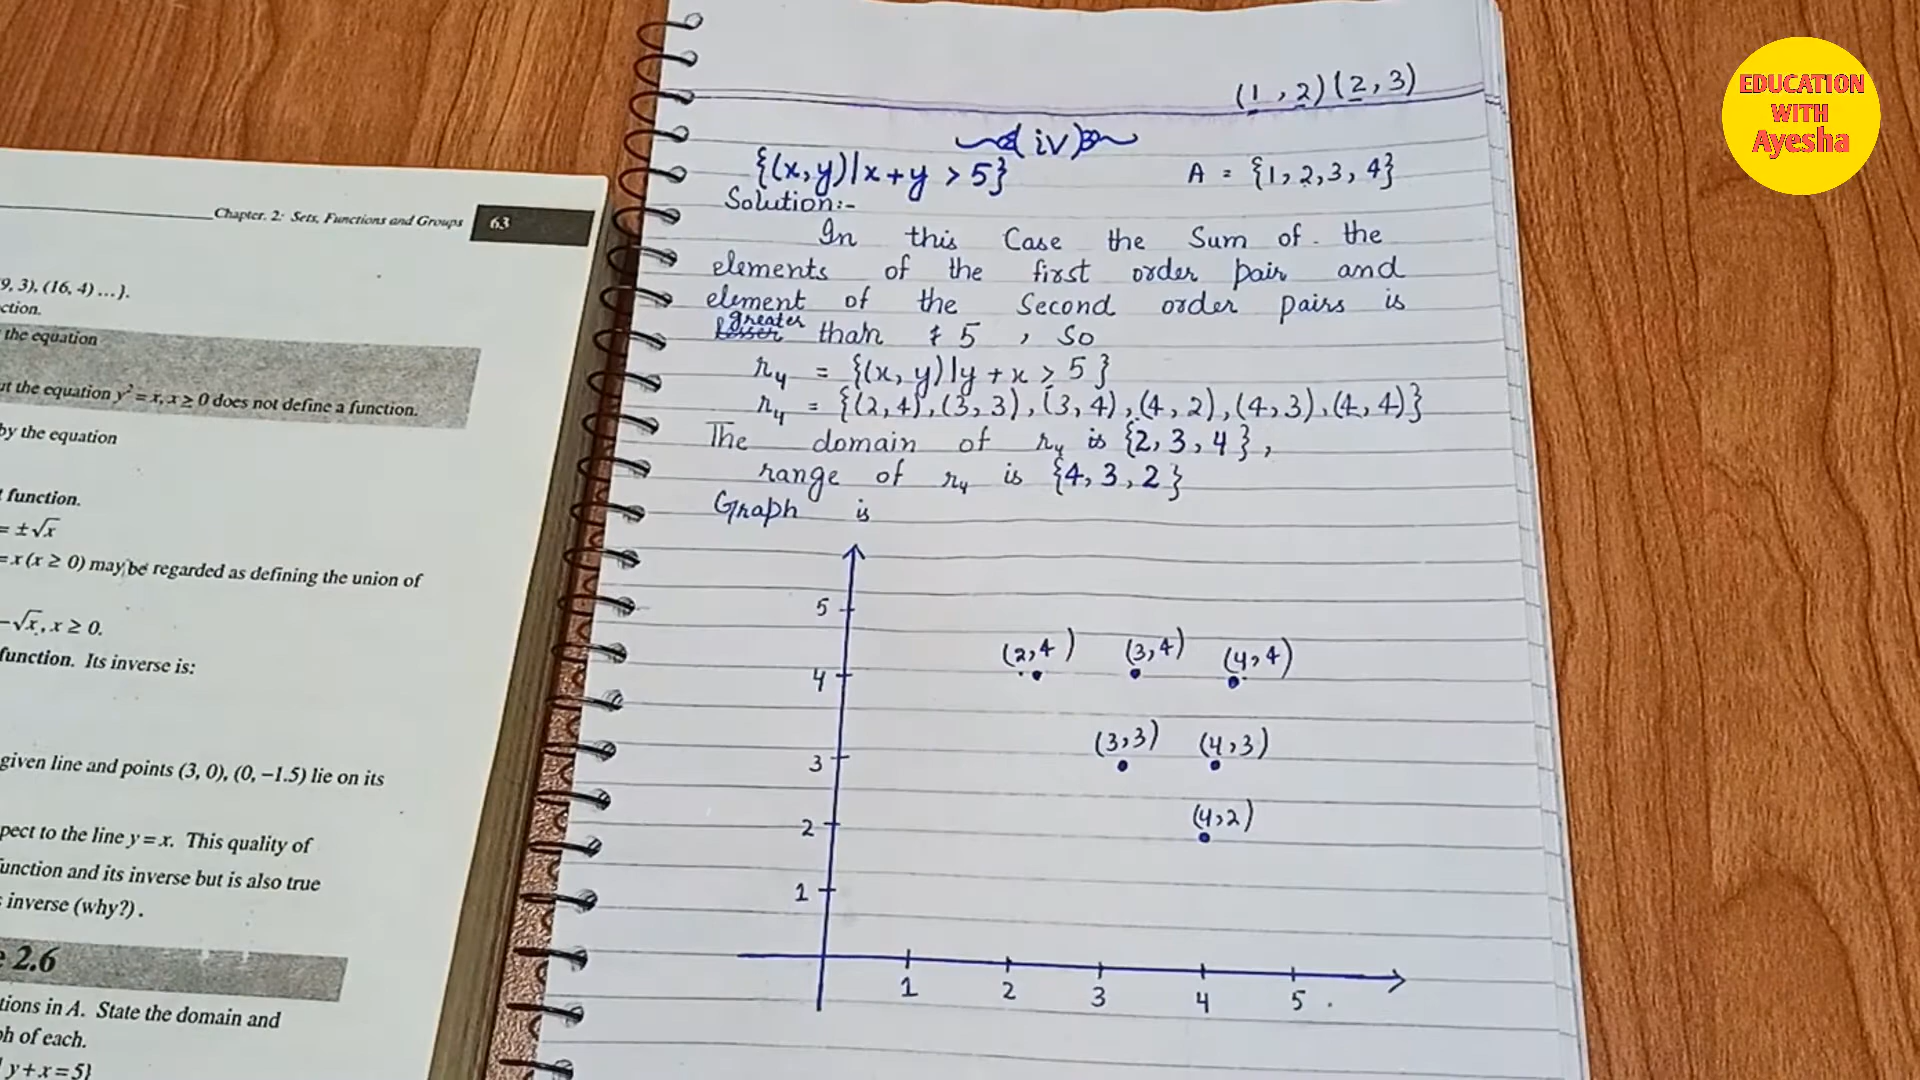 Chapter. 2: Sets, Functions and Groups 63
9, 3), (16, 4) ...}.
ction.
the equation
ut the equation y² = x, x ≥ 0 does not define a function.
by the equation
function.
= ±√x
= x (x ≥ 0) may be regarded as defining the union of
−√x, x ≥ 0.
function. Its inverse is:
given line and points (3, 0), (0, −1.5) lie on its
pect to the line y = x. This quality of
unction and its inverse but is also true
inverse (why?).
e 2.6
tions in A. State the domain and
ph of each.
y + x = 5}
(1, 2) (2, 3)
(iv)
{(x, y) | x + y > 5} A = {1, 2, 3, 4}
Solution:-
In this Case the Sum of the
elements of the first order pair and
element of the Second order pairs is
greater
lesser than 5, So
r₄ = {(x, y) | y + x > 5}
r₄ = {(2, 4), (3, 3), (3, 4), (4, 2), (4, 3), (4, 4)}
The domain of r₄ is {2, 3, 4},
range of r₄ is {4, 3, 2}
Graph is
5
(2, 4) (3, 4) (4, 4)
4
(3, 3) (4, 3)
3
(4, 2)
2
1
1 2 3 4 5
EDUCATION
WITH
Ayesha